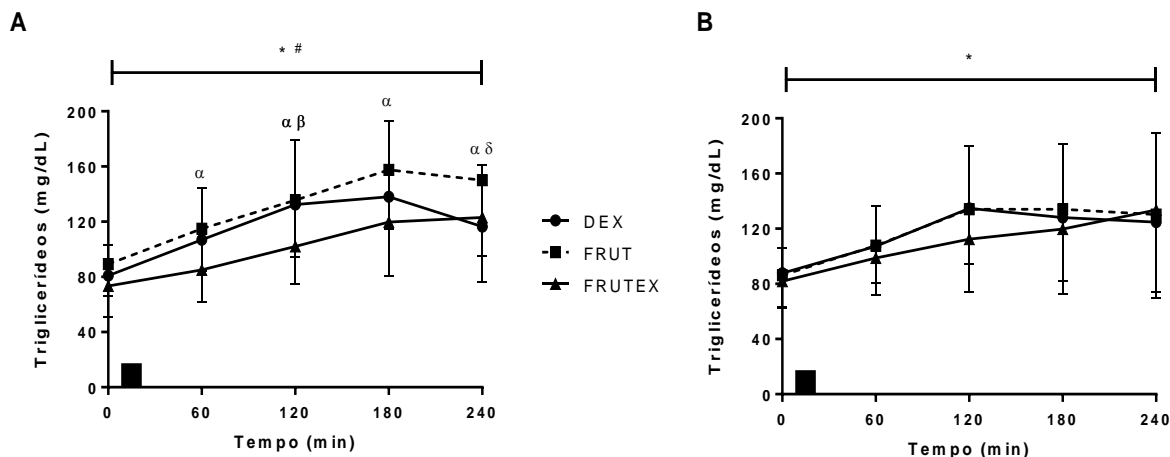 A
* #
Triglicerídeos (mg/dL)
200
160
120
80
40
0
α
α β
α
α δ
0 60 120 180 240
Tempo (min)
DEX
FRUT
FRUTEX
B
*
Triglicerídeos (mg/dL)
200
160
120
80
40
0
0 60 120 180 240
Tempo (min)